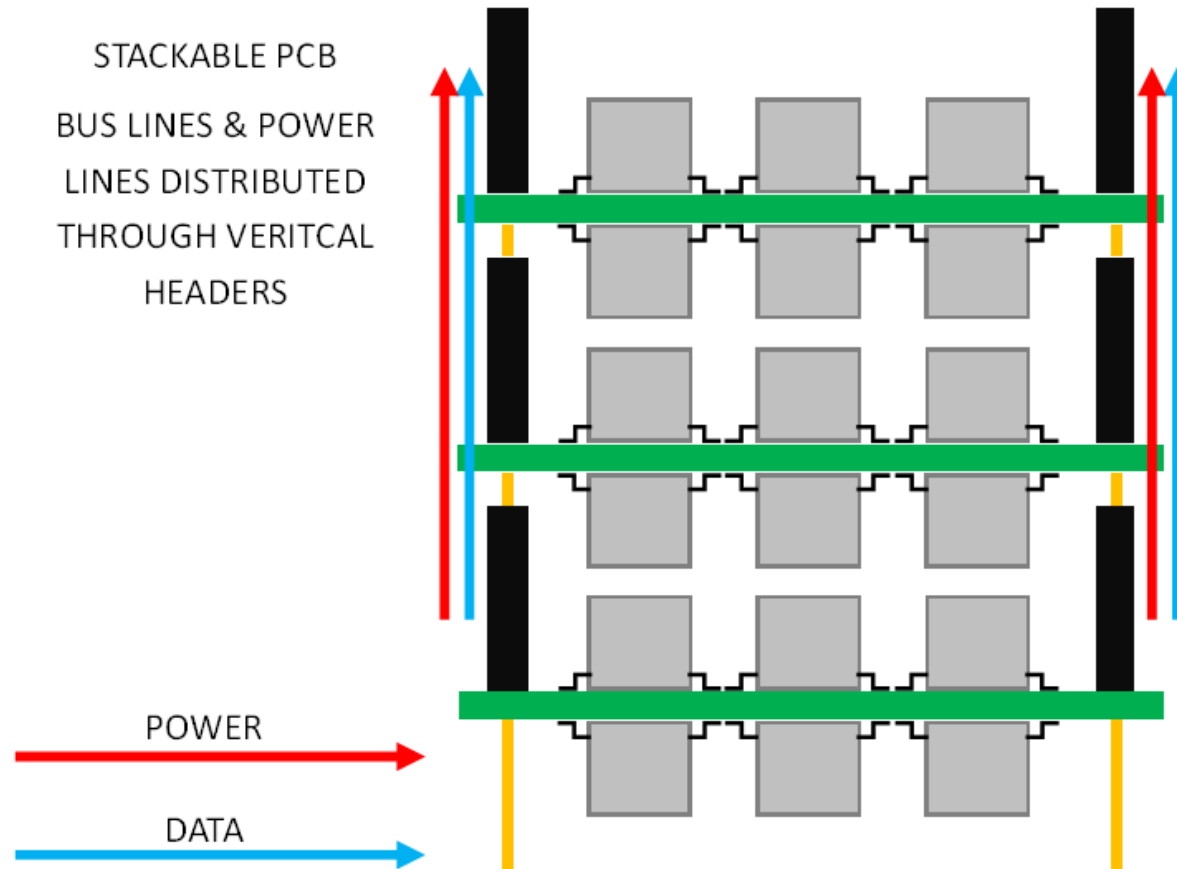 STACKABLE PCB
BUS LINES & POWER
LINES DISTRIBUTED
THROUGH VERITCAL
HEADERS
POWER
DATA